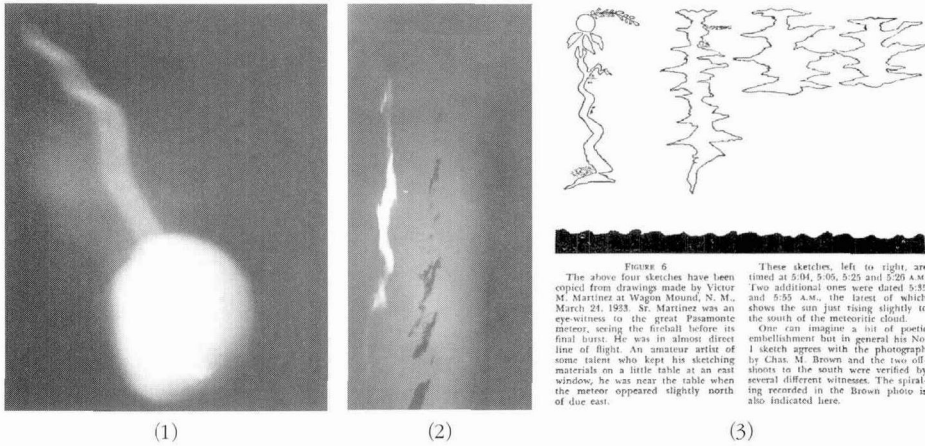 FIGURE 6
The above four sketches have been
copied from drawings made by Victor
M. Martinez at Wagon Mound, N. M.,
March 24, 1933. Sr. Martinez was an
eye-witness to the great Pasamonte
meteor, seeing the fireball before its
final burst. He was in almost direct
line of flight. An amateur artist of
some talent who kept his sketching
materials on a little table at an east
window, he was near the table when
the meteor oppeared slightly north
of due east.
These sketches, left to right, are
timed at 5:04, 5:05, 5:25 and 5:26 A.M.
Two additional ones were dated 5:35
and 5:55 A.M., the latest of which
shows the sun just rising slightly to
the south of the meteoritic cloud.
One can imagine a bit of poetic
embellishment but in general his No.
1 sketch agrees with the photograph
by Chas. M. Brown and the two off-
shoots to the south were verified by
several different witnesses. The spiral-
ing recorded in the Brown photo is
also indicated here.
(1)
(2)
(3)